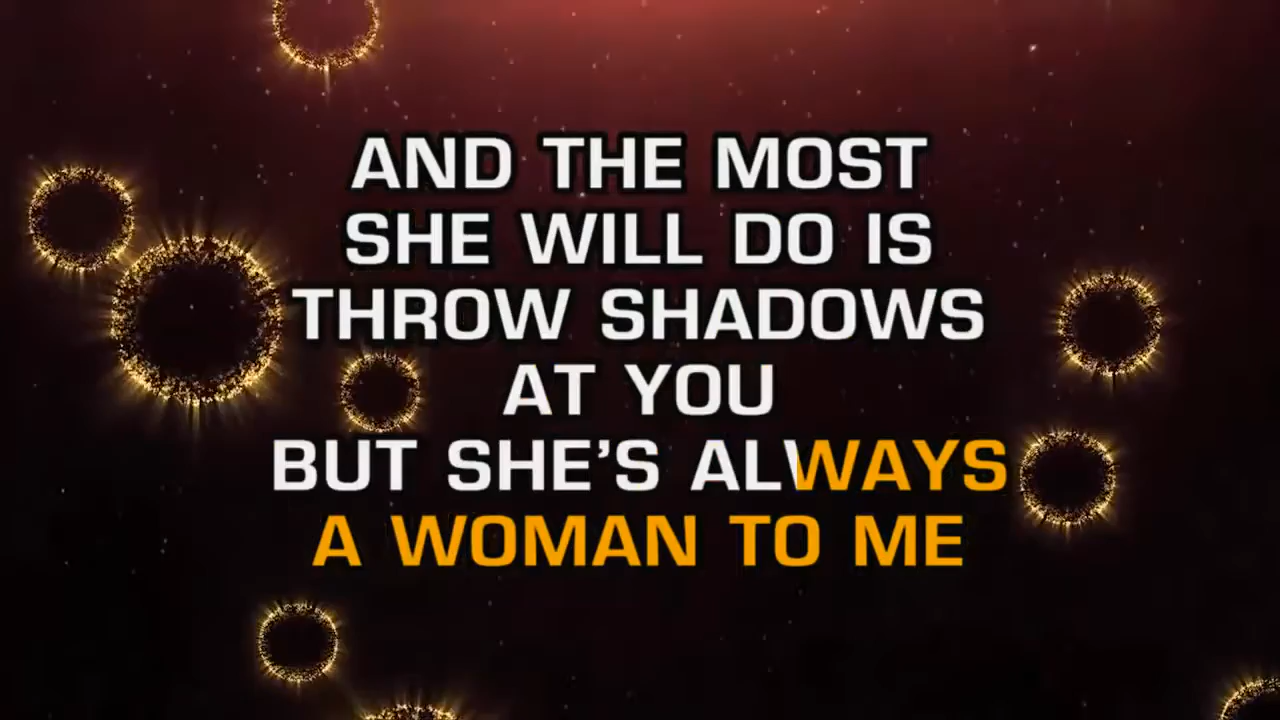 AND THE MOST
SHE WILL DO IS
THROW SHADOWS
AT YOU
BUT SHE'S ALWAYS
A WOMAN TO ME